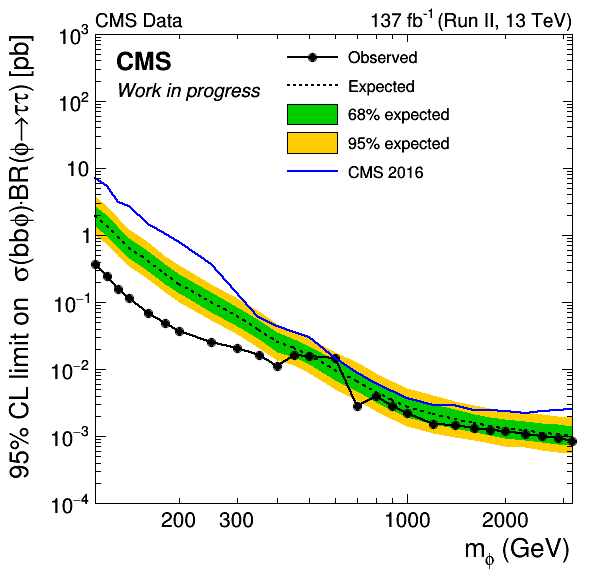 CMS Data 137 fb⁻¹ (Run II, 13 TeV)
95% CL limit on σ(bbϕ)·BR(ϕ→ττ) [pb]
CMS
Work in progress
Observed
Expected
68% expected
95% expected
CMS 2016
10³
10²
10
1
10⁻¹
10⁻²
10⁻³
10⁻⁴
200 300 1000 2000
m_ϕ (GeV)